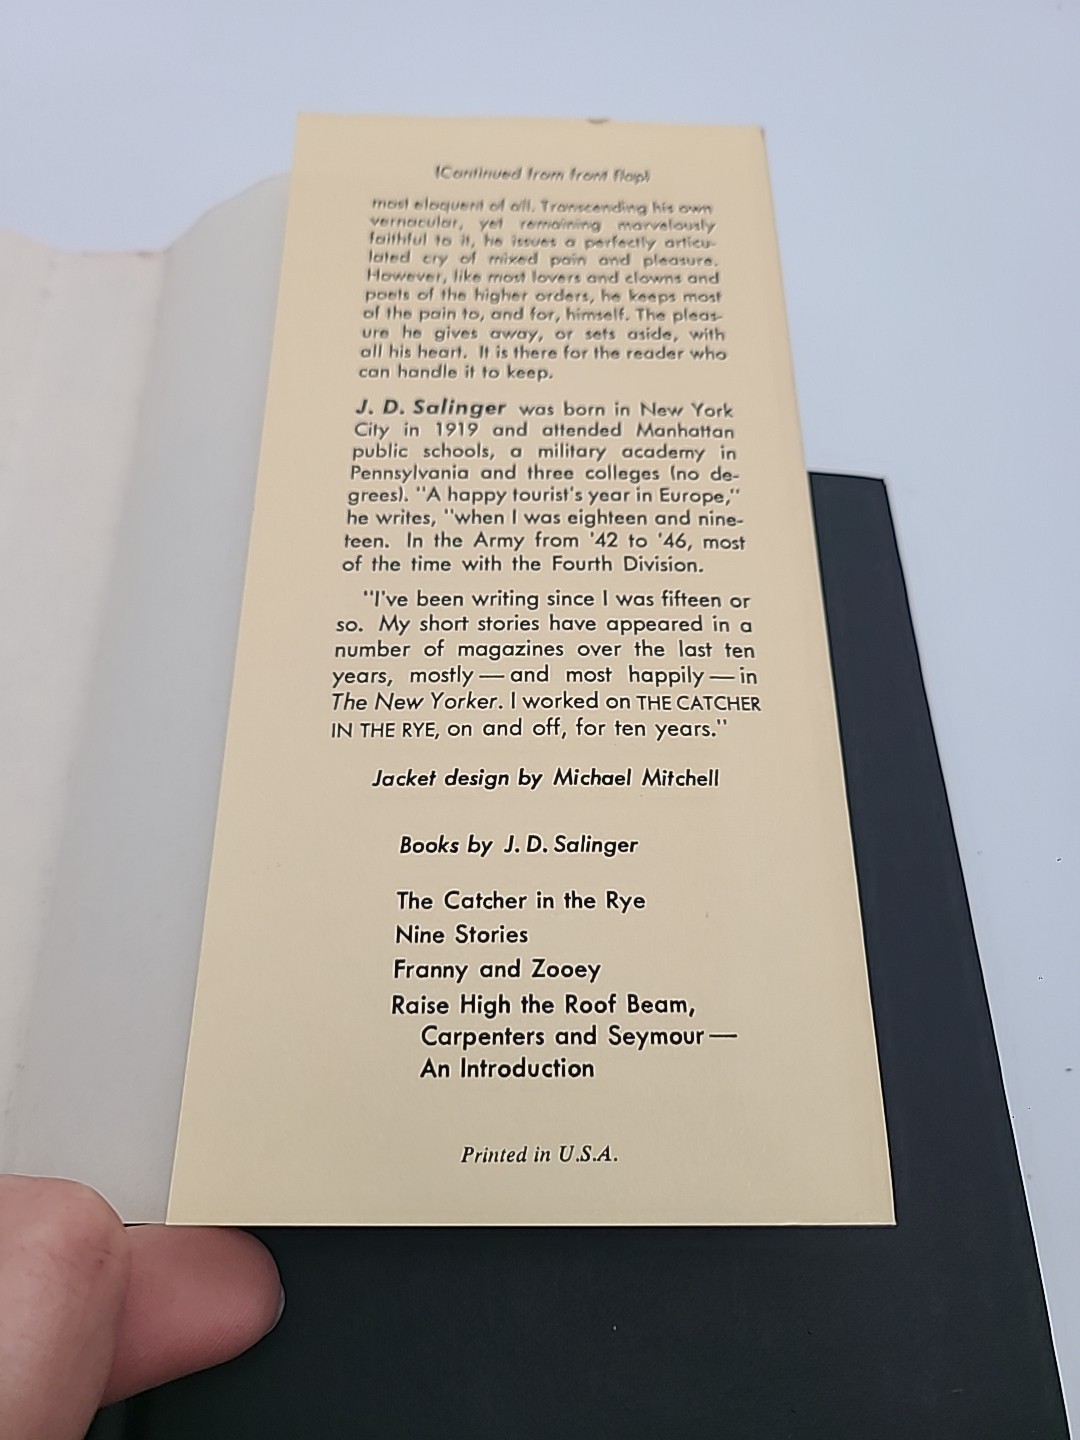 (Continued from front flap)
most eloquent of all. Transcending his own
vernacular, yet remaining marvelously
faithful to it, he issues a perfectly articu-
lated cry of mixed pain and pleasure.
However, like most lovers and clowns and
poets of the higher orders, he keeps most
of the pain to, and for, himself. The pleas-
ure he gives away, or sets aside, with
all his heart. It is there for the reader who
can handle it to keep.
J. D. Salinger was born in New York
City in 1919 and attended Manhattan
public schools, a military academy in
Pennsylvania and three colleges (no de-
grees). "A happy tourist's year in Europe,"
he writes, "when I was eighteen and nine-
teen. In the Army from '42 to '46, most
of the time with the Fourth Division.
"I've been writing since I was fifteen or
so. My short stories have appeared in a
number of magazines over the last ten
years, mostly — and most happily — in
The New Yorker. I worked on THE CATCHER
IN THE RYE, on and off, for ten years."
Jacket design by Michael Mitchell
Books by J. D. Salinger
The Catcher in the Rye
Nine Stories
Franny and Zooey
Raise High the Roof Beam,
Carpenters and Seymour —
An Introduction
Printed in U.S.A.